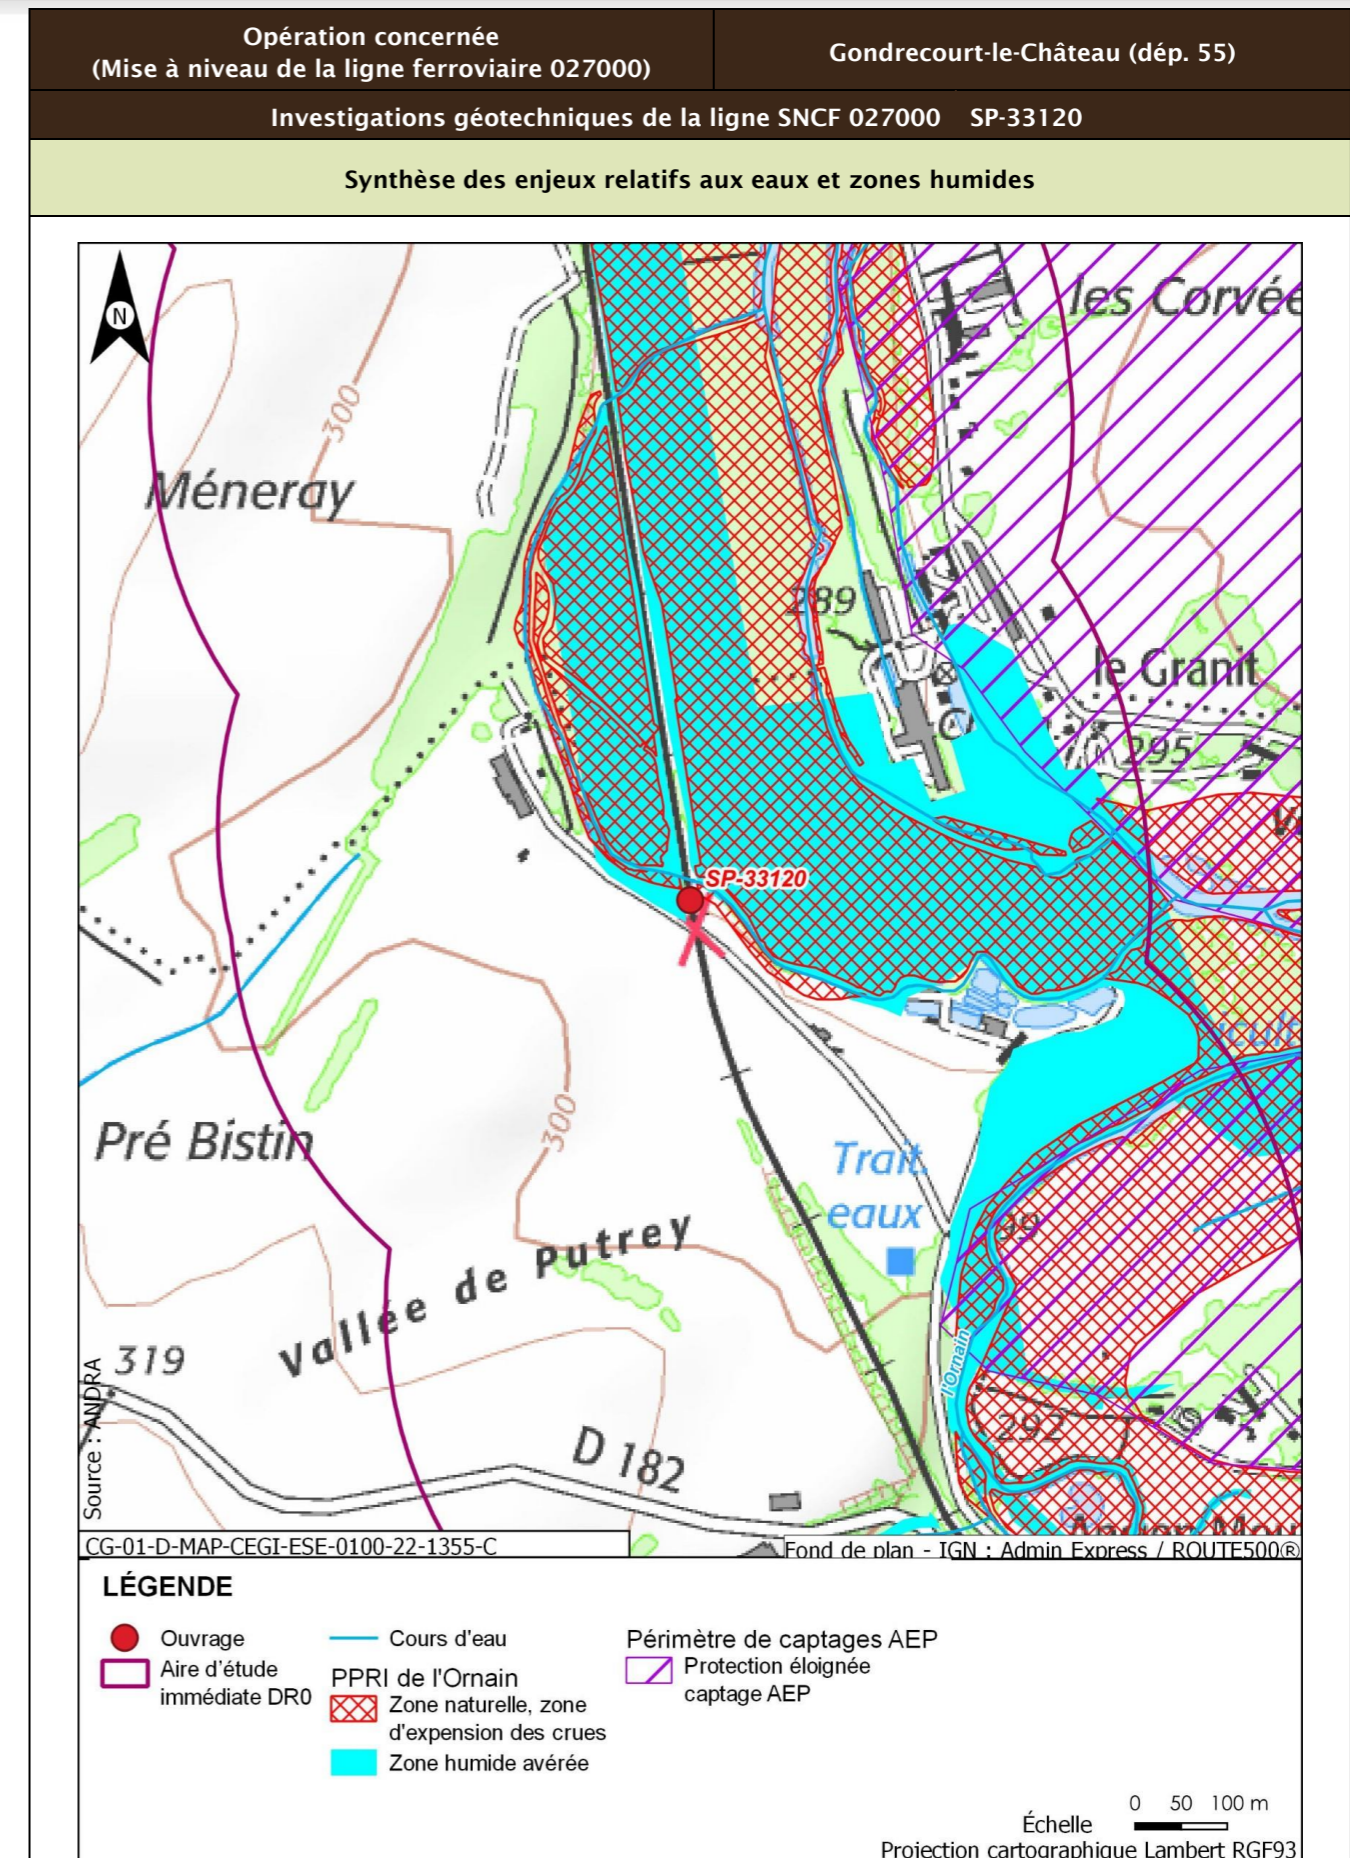 Opération concernée
(Mise à niveau de la ligne ferroviaire 027000)
Gondrecourt-le-Château (dép. 55)
Investigations géotechniques de la ligne SNCF 027000 SP-33120
Synthèse des enjeux relatifs aux eaux et zones humides
N
les Corvée
300
Méneray
289
le Granit
295
SP-33120
Pré Bistin
300
Trait.
eaux
Vallée de Putrey
l'Ornain
319
292
D 182
Source : ANDRA
CG-01-D-MAP-CEGI-ESE-0100-22-1355-C
Fond de plan - IGN : Admin Express / ROUTE500®
LÉGENDE
Ouvrage
Aire d'étude
immédiate DR0
Cours d'eau
PPRI de l'Ornain
Zone naturelle, zone
d'expension des crues
Zone humide avérée
Périmètre de captages AEP
Protection éloignée
captage AEP
0 50 100 m
Échelle
Projection cartographique Lambert RGF93